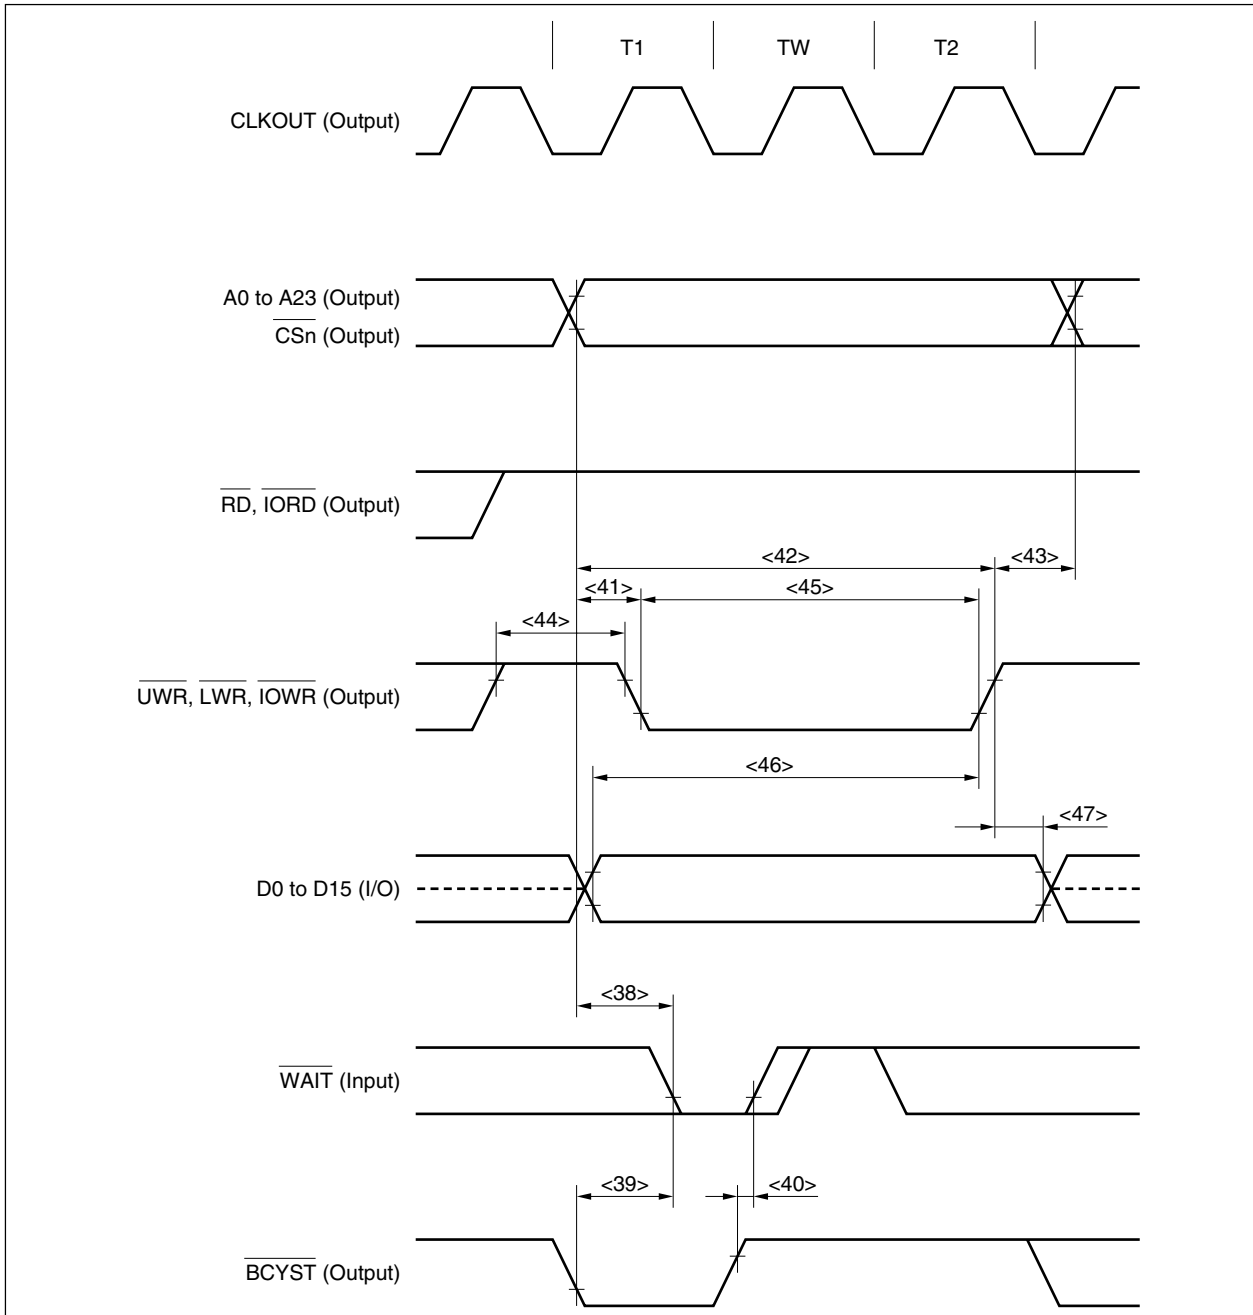 T1 TW T2
CLKOUT (Output)
A0 to A23 (Output)
CSn (Output)
RD, IORD (Output)
<42> <43>
<41> <45>
<44>
UWR, LWR, IOWR (Output)
<46>
<47>
D0 to D15 (I/O)
<38>
WAIT (Input)
<39> <40>
BCYST (Output)